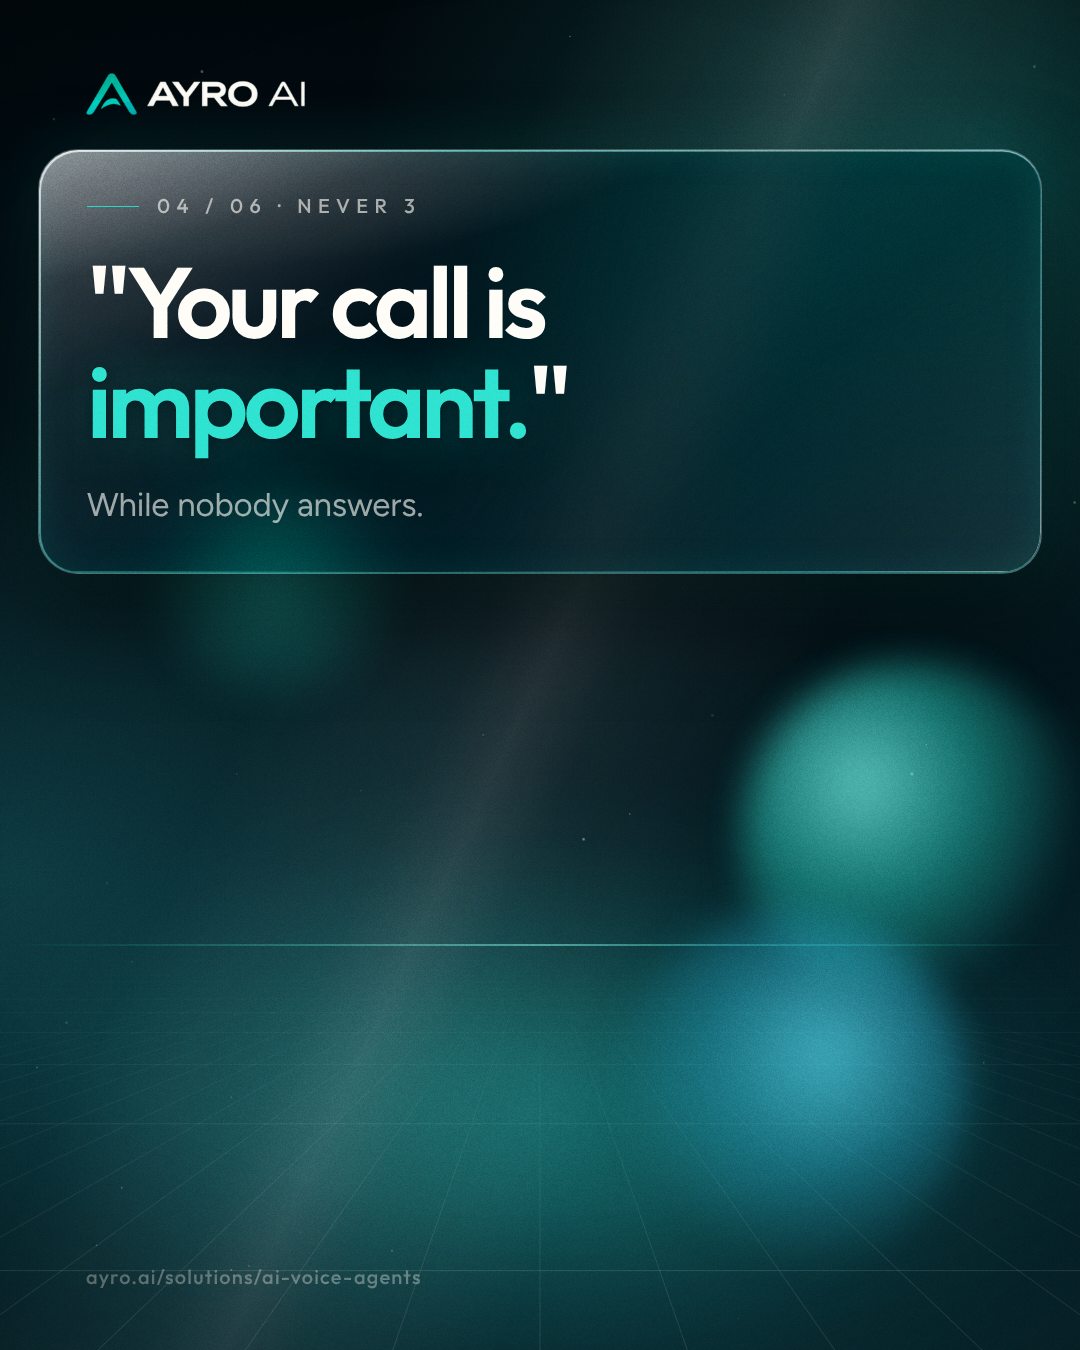 AYRO AI
04 / 06 · NEVER 3
"Your call is
important."
While nobody answers.
ayro.ai/solutions/ai-voice-agents